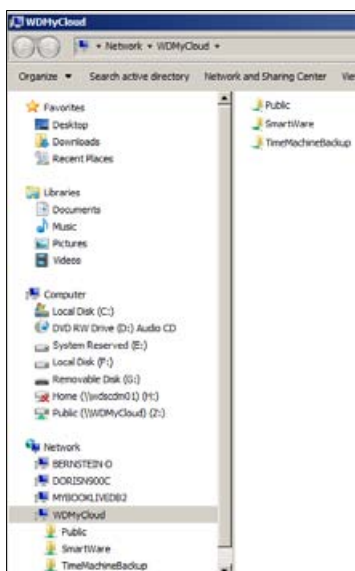 WDMyCloud
Network WDMyCloud
Organize Search active directory Network and Sharing Center
Favorites
Desktop
Downloads
Recent Places
Libraries
Documents
Music
Pictures
Videos
Computer
Local Disk (C:)
DVD RW Drive (D:) Audio CD
System Reserved (E:)
Local Disk (F:)
Removable Disk (G:)
Home (\\wdscdm01) (H:)
Public (\\WDMyCloud) (Z:)
Network
BERNSTEIN-O
DORISN900C
MYBOOKLIVEDB2
WDMyCloud
Public
SmartWare
TimeMachineBackup
Public
SmartWare
TimeMachineBackup